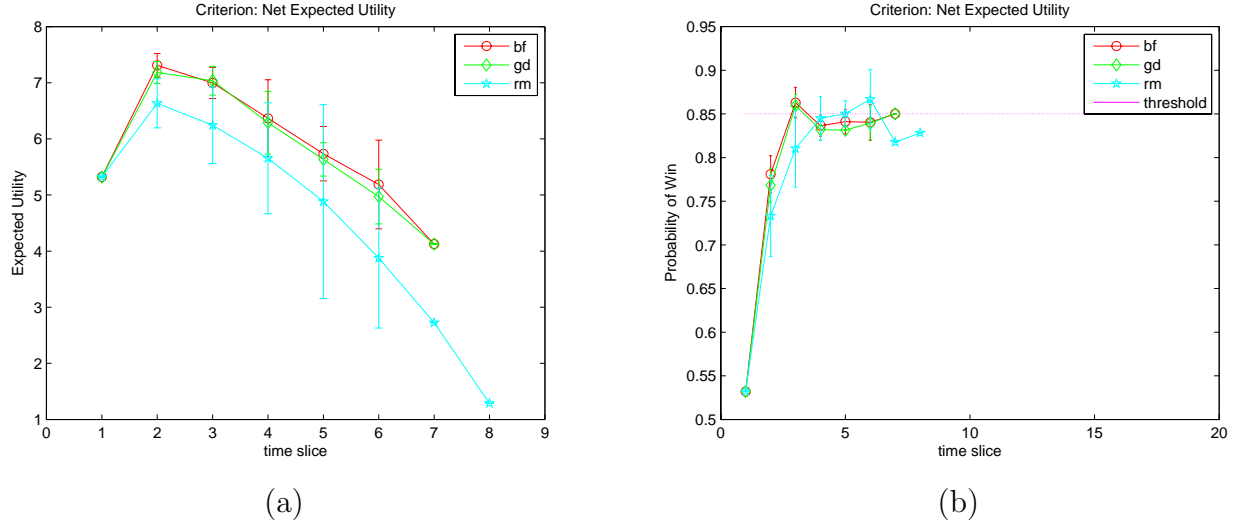 Criterion: Net Expected Utility
8
7
6
5
4
3
2
1
0 1 2 3 4 5 6 7 8 9
Expected Utility
time slice
bf
gd
rm
(a)
Criterion: Net Expected Utility
0.95
0.9
0.85
0.8
0.75
0.7
0.65
0.6
0.55
0.5
0 5 10 15 20
Probability of Win
time slice
bf
gd
rm
threshold
(b)